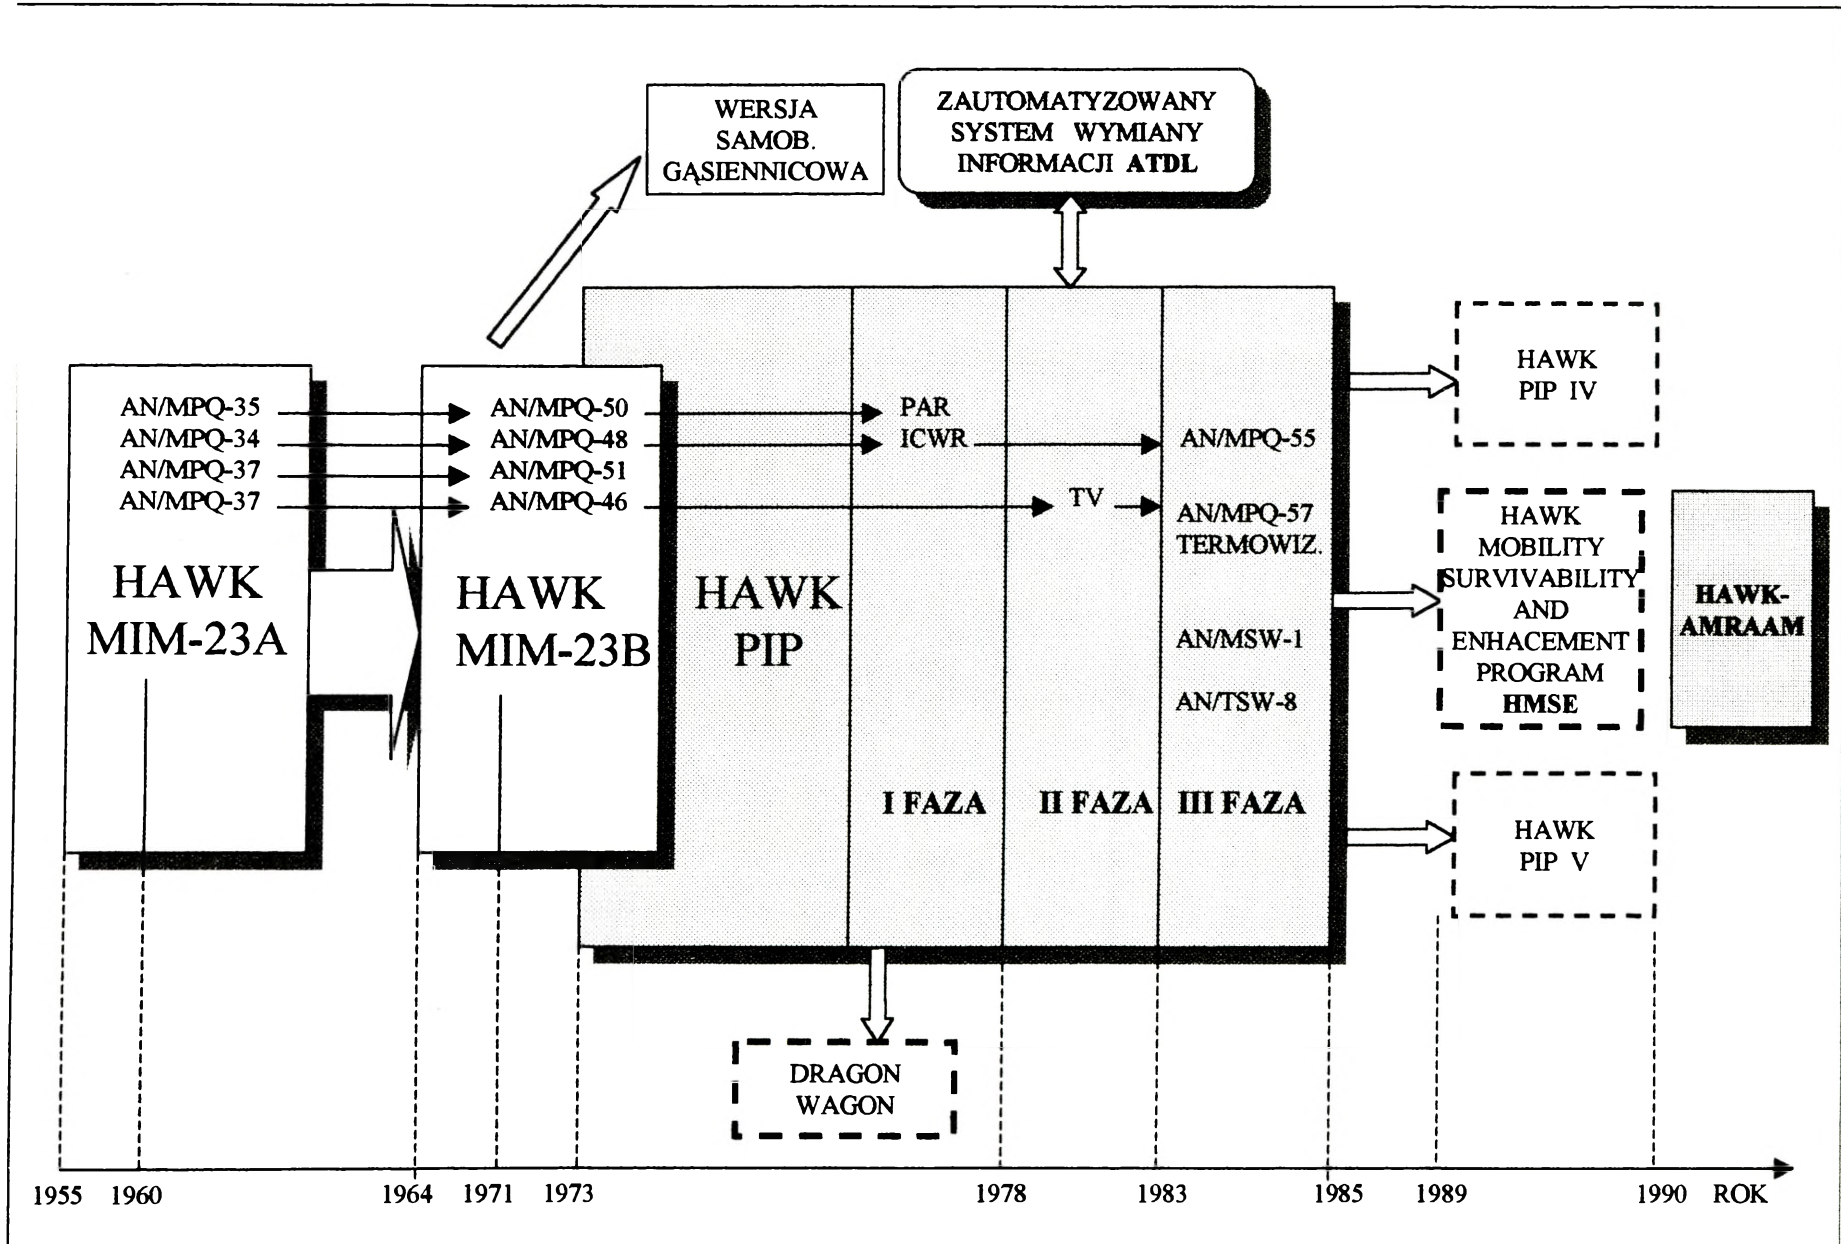 WERSJA
SAMOB.
GĄSIENNICOWA
ZAUTOMATYZOWANY
SYSTEM WYMIANY
INFORMACJI ATDL
AN/MPQ-35
AN/MPQ-34
AN/MPQ-37
AN/MPQ-37
HAWK
MIM-23A
AN/MPQ-50
AN/MPQ-48
AN/MPQ-51
AN/MPQ-46
HAWK
MIM-23B
HAWK
PIP
PAR
ICWR
I FAZA
TV
II FAZA
AN/MPQ-55
AN/MPQ-57
TERMOWIZ.
AN/MSW-1
AN/TSW-8
III FAZA
HAWK
PIP IV
HAWK
MOBILITY
SURVIVABILITY
AND
ENHACEMENT
PROGRAM
HMSE
HAWK-
AMRAAM
HAWK
PIP V
DRAGON
WAGON
1955 1960 1964 1971 1973 1978 1983 1985 1989 1990 ROK